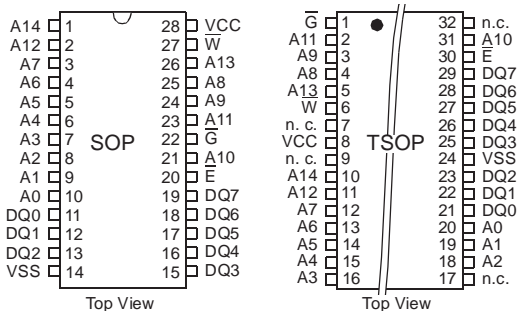 A14 1 28 VCC
A12 2 27 W̅
A7 3 26 A13
A6 4 25 A8
A5 5 24 A9
A4 6 23 A11
A3 7 SOP 22 G̅
A2 8 21 A10
A1 9 20 E̅
A0 10 19 DQ7
DQ0 11 18 DQ6
DQ1 12 17 DQ5
DQ2 13 16 DQ4
VSS 14 15 DQ3
Top View
G̅ 1 32 n.c.
A11 2 31 A10
A9 3 30 E̅
A8 4 29 DQ7
A13 5 28 DQ6
W̅ 6 27 DQ5
n. c. 7 26 DQ4
VCC 8 TSOP 25 DQ3
n. c. 9 24 VSS
A14 10 23 DQ2
A12 11 22 DQ1
A7 12 21 DQ0
A6 13 20 A0
A5 14 19 A1
A4 15 18 A2
A3 16 17 n.c.
Top View